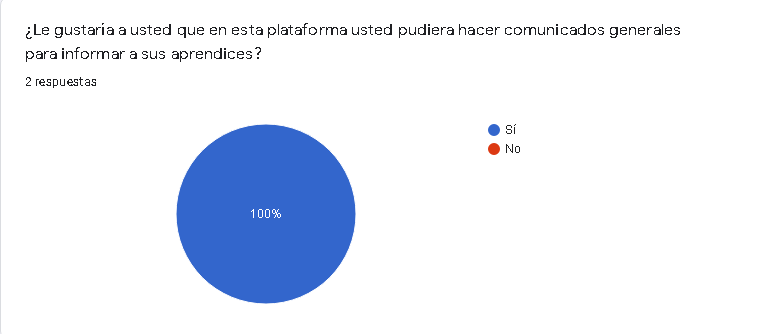 ¿Le gustaría a usted que en esta plataforma usted pudiera hacer comunicados generales
para informar a sus aprendices?
2 respuestas
Sí
No
100%